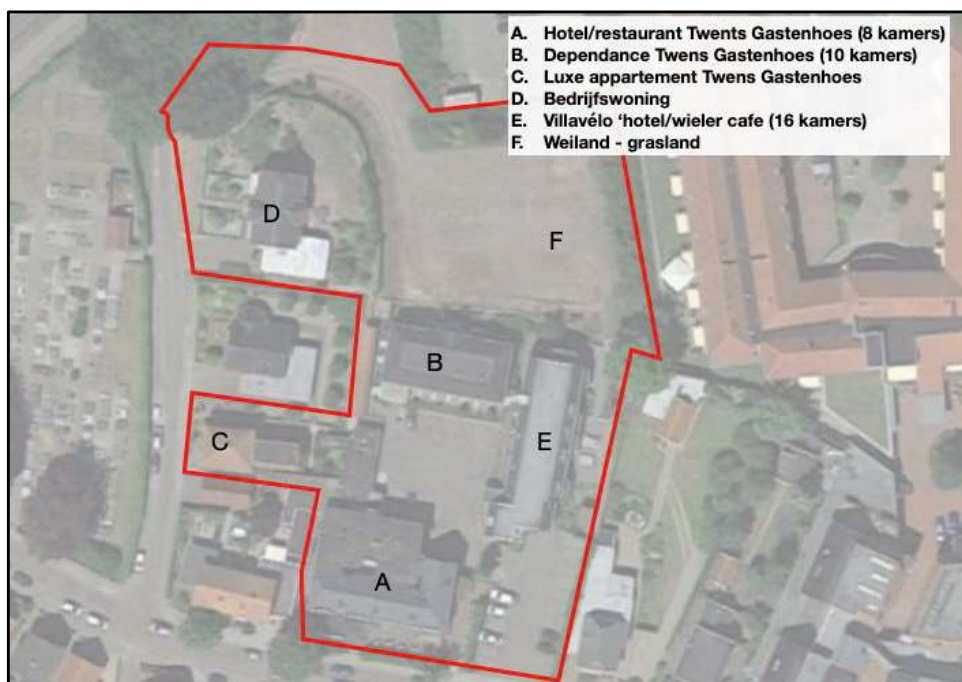 A. Hotel/restaurant Twents Gastenhoes (8 kamers)
B. Dependance Twens Gastenhoes (10 kamers)
C. Luxe appartement Twens Gastenhoes
D. Bedrijfswoning
E. Villavélo ‘hotel/wieler cafe (16 kamers)
F. Weiland - grasland
D
F
B
C
E
A